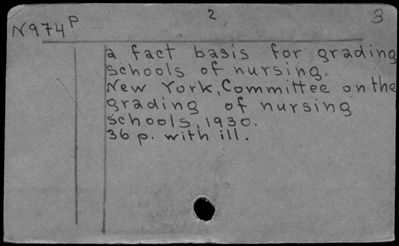 N974P 2 3
a fact basis for grading
schools of nursing.
New York, Committee on the
grading of nursing
schools, 1930.
36 p. with ill.